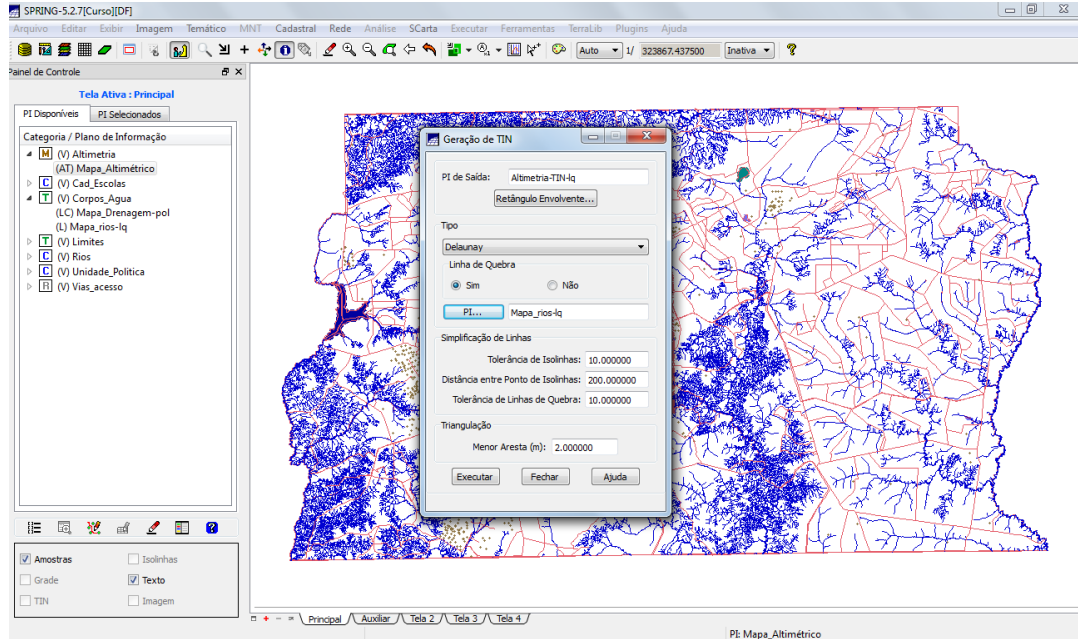 SPRING-5.2.7[Curso][DF]
Arquivo Editar Exibir Imagem Temático MNT Cadastral Rede Análise SCarta Executar Ferramentas TerraLib Plugins Ajuda
Auto 1/ 323867.437500 Inativa
Painel de Controle
Tela Ativa : Principal
PI Disponíveis PI Selecionados
Categoria / Plano de Informação
M (V) Altimetria
(AT) Mapa_Altimétrico
C (V) Cad_Escolas
T (V) Corpos_Agua
(LC) Mapa_Drenagem-pol
(L) Mapa_rios-lq
T (V) Limites
C (V) Rios
C (V) Unidade_Politica
R (V) Vias_acesso
Amostras Isolinhas
Grade Texto
TIN Imagem
Geração de TIN
PI de Saída: Altimetria-TIN-lq
Retângulo Envolvente...
Tipo
Delaunay
Linha de Quebra
Sim Não
PI... Mapa_rios-lq
Simplificação de Linhas
Tolerância de Isolinhas: 10.000000
Distância entre Ponto de Isolinhas: 200.000000
Tolerância de Linhas de Quebra: 10.000000
Triangulação
Menor Aresta (m): 2.000000
Executar Fechar Ajuda
Principal Auxiliar Tela 2 Tela 3 Tela 4
PI: Mapa_Altimétrico